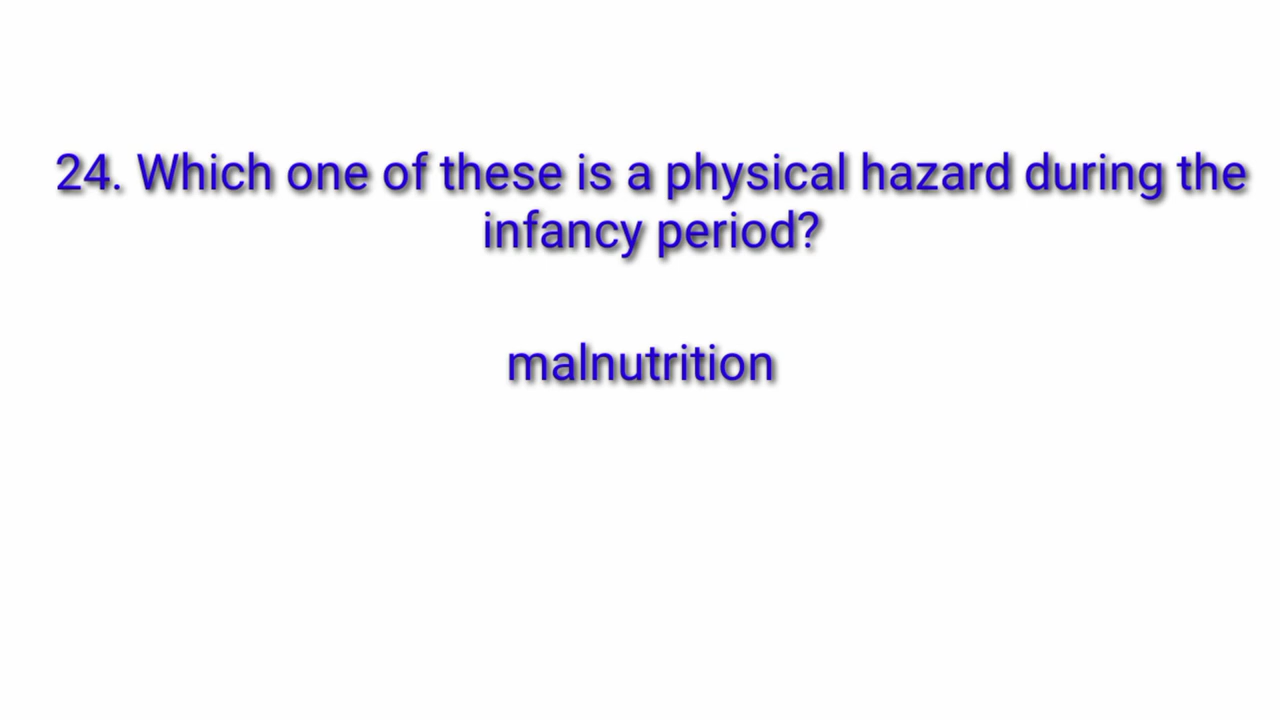 24. Which one of these is a physical hazard during the
infancy period?
malnutrition